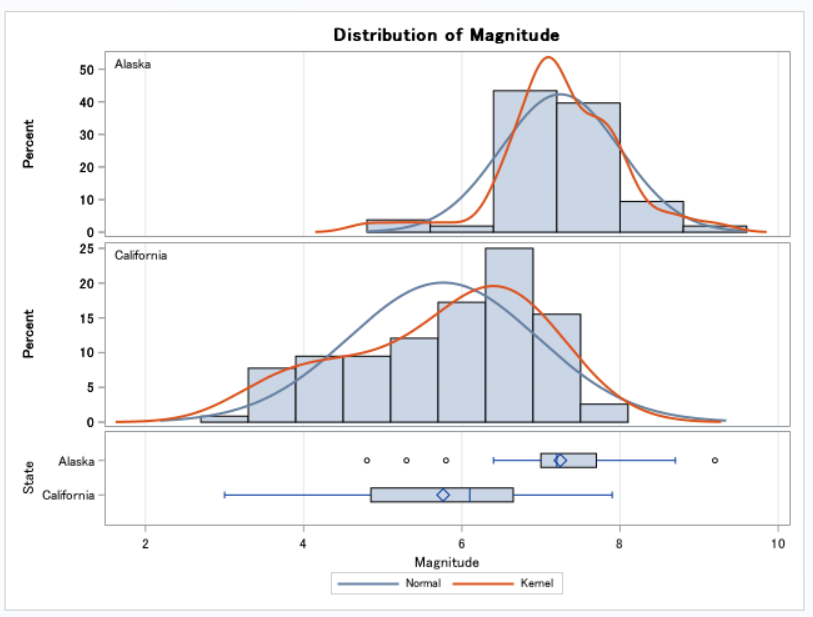 Distribution of Magnitude
Alaska
50
40
30
20
10
0
Percent
California
25
20
15
10
5
0
Percent
State
Alaska
California
2 4 6 8 10
Magnitude
Normal Kernel